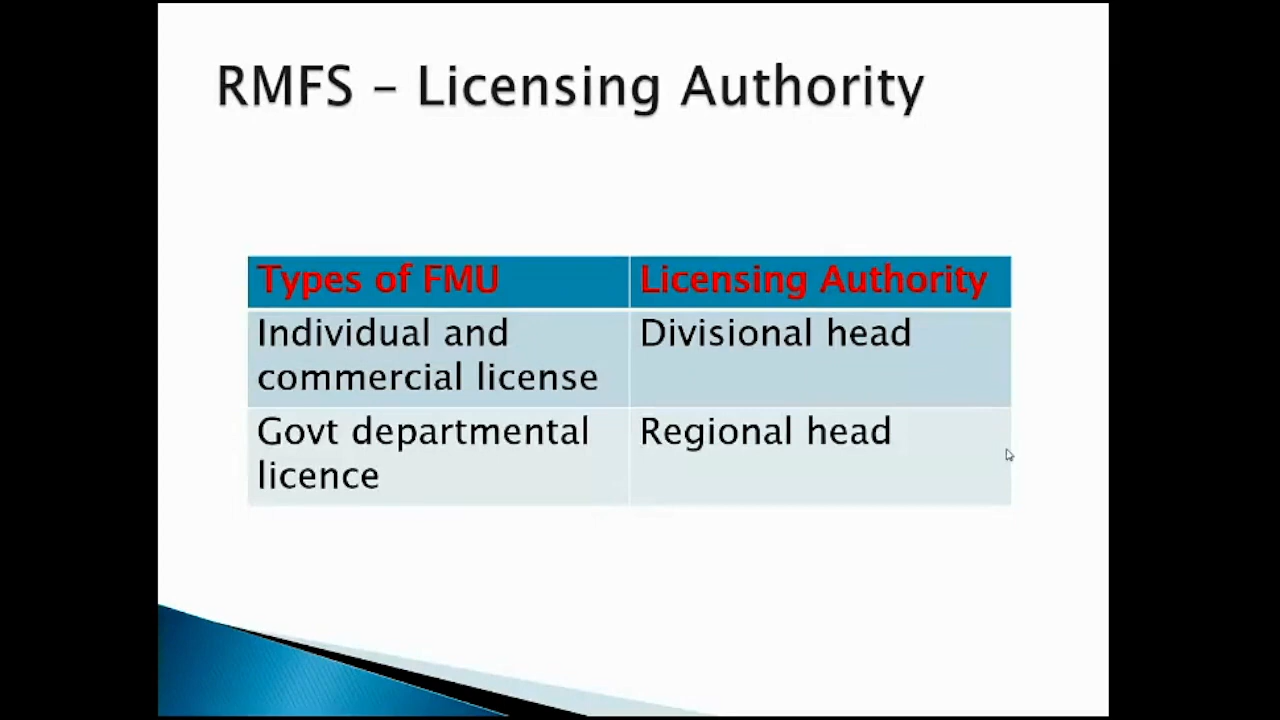 RMFS – Licensing Authority
Types of FMU
Licensing Authority
Individual and
commercial license
Divisional head
Govt departmental
licence
Regional head